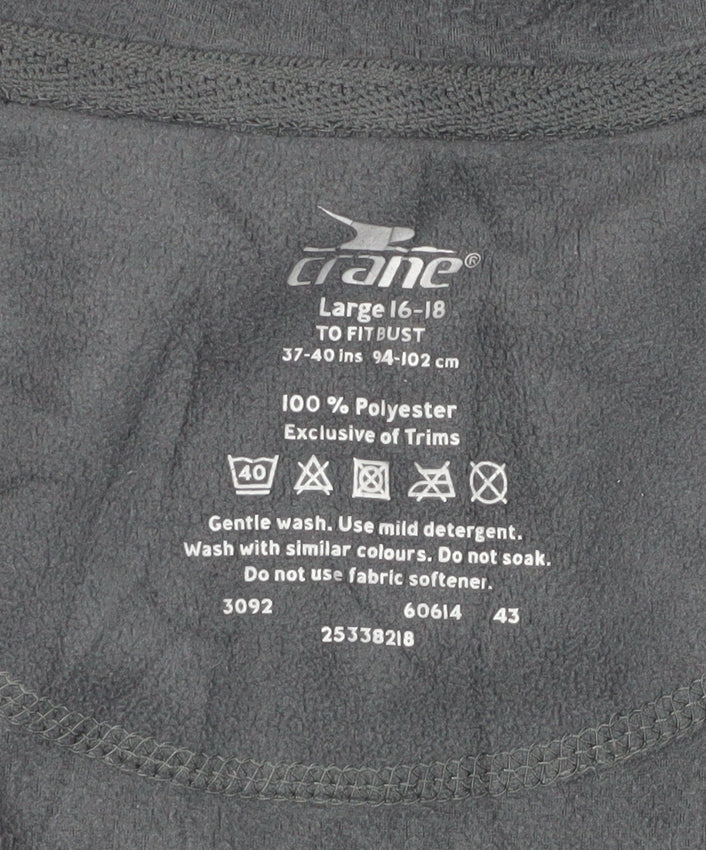 crane®
Large 16-18
TO FIT BUST
37-40 ins 94-102 cm
100 % Polyester
Exclusive of Trims
40
Gentle wash. Use mild detergent.
Wash with similar colours. Do not soak.
Do not use fabric softener.
3092 60614 43
25338218